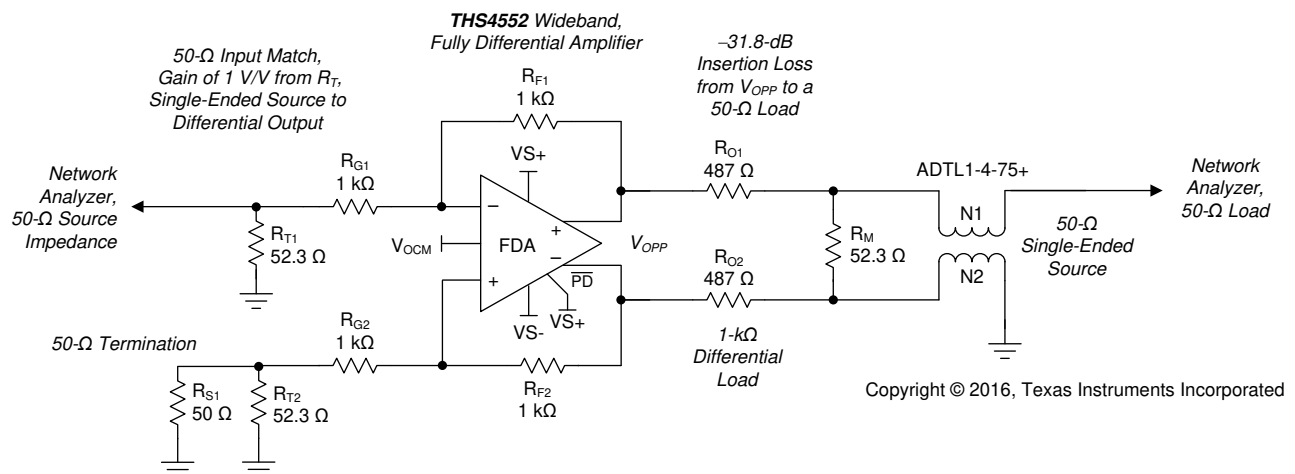 THS4552 Wideband,
Fully Differential Amplifier
50-Ω Input Match,
Gain of 1 V/V from RT,
Single-Ended Source to
Differential Output
–31.8-dB
Insertion Loss
from VOPP to a
50-Ω Load
RF1
1 kΩ
VS+
RG1
1 kΩ
RO1
487 Ω
ADTL1-4-75+
Network
Analyzer,
50-Ω Source
Impedance
Network
Analyzer,
50-Ω Load
RT1
52.3 Ω
VOCM
−
+
FDA
+
−
PD
VOPP
RM
52.3 Ω
N1
N2
50-Ω
Single-Ended
Source
RO2
487 Ω
VS-
VS+
RG2
1 kΩ
50-Ω Termination
RS1
50 Ω
RT2
52.3 Ω
RF2
1 kΩ
1-kΩ
Differential
Load
Copyright © 2016, Texas Instruments Incorporated